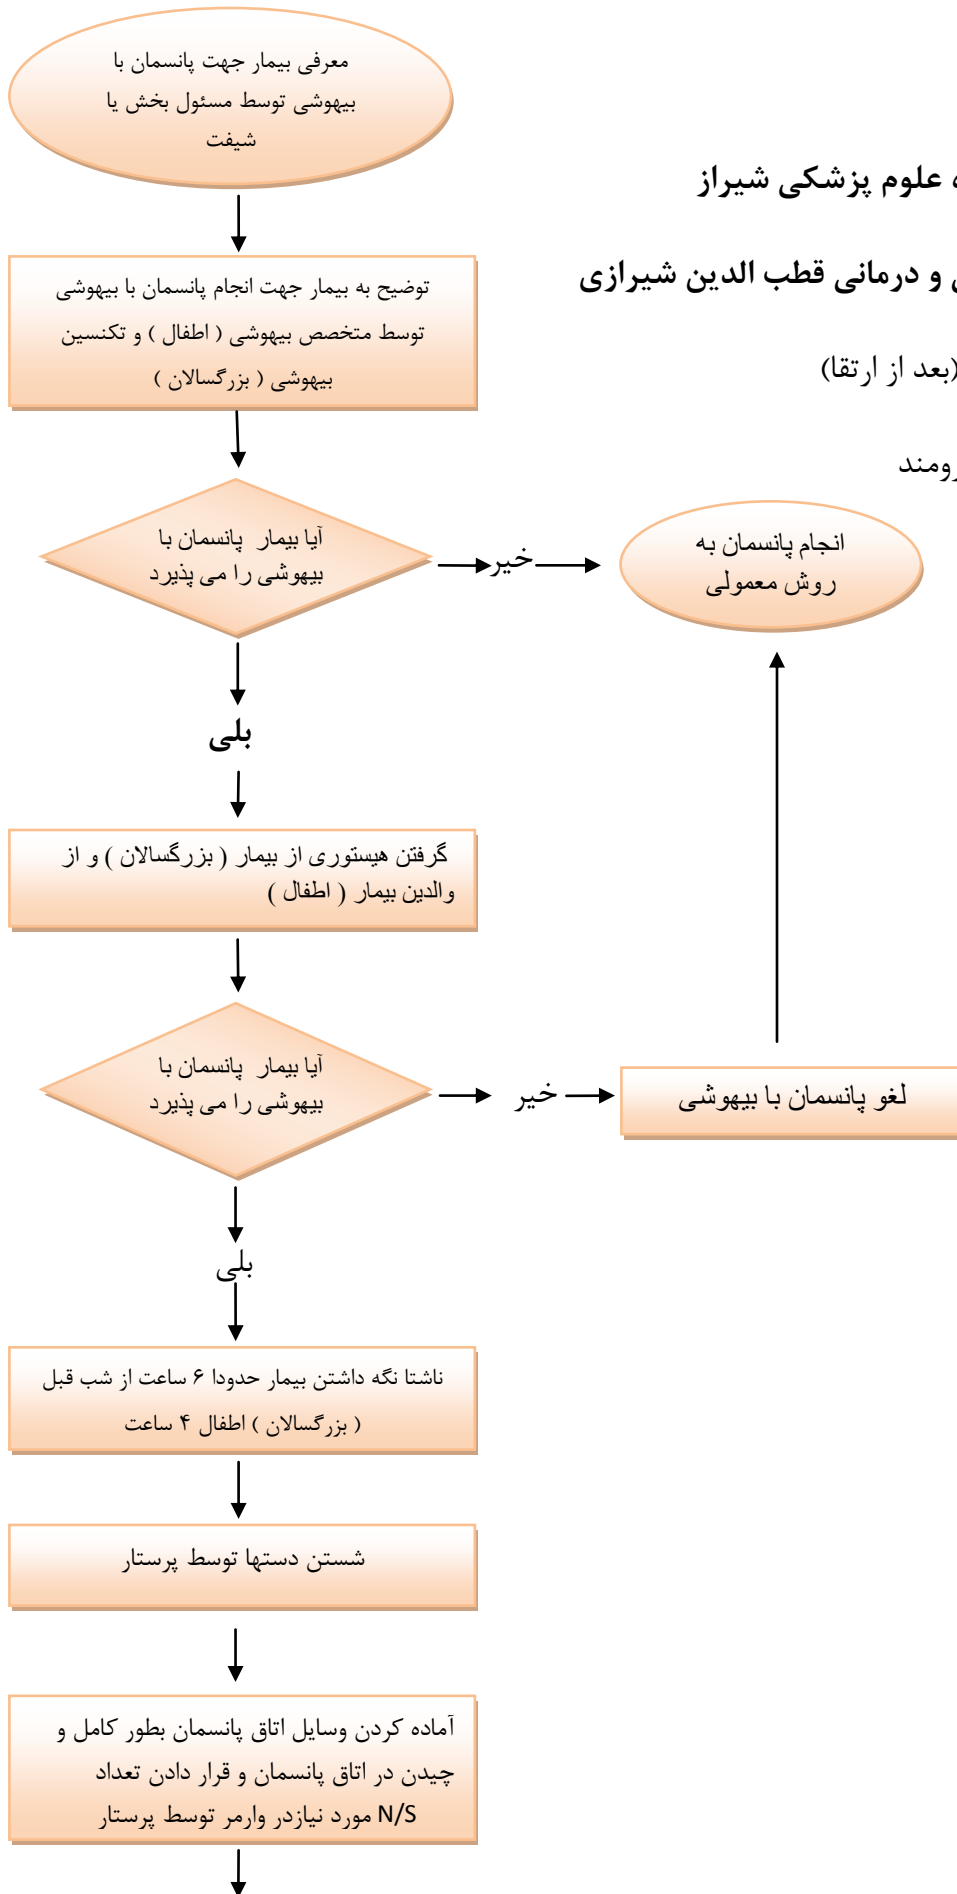 معرفی بیمار جهت پانسمان با
بیهوشی توسط مسئول بخش یا
شیفت
علوم پزشکی شیراز
و درمانی قطب الدین شیرازی
(بعد از ارتقا)
توضیح به بیمار جهت انجام پانسمان با بیهوشی
توسط متخصص بیهوشی ( اطفال ) و تکنسین
بیهوشی ( بزرگسالان )
آیا بیمار پانسمان با
بیهوشی را می پذیرد
خیر
انجام پانسمان به
روش معمولی
بلی
گرفتن هیستوری از بیمار ( بزرگسالان ) و از
والدین بیمار ( اطفال )
آیا بیمار پانسمان با
بیهوشی را می پذیرد
خیر
لغو پانسمان با بیهوشی
بلی
ناشتا نگه داشتن بیمار حدودا ۶ ساعت از شب قبل
( بزرگسالان ) اطفال ۴ ساعت
شستن دستها توسط پرستار
آماده کردن وسایل اتاق پانسمان بطور کامل و
چیدن در اتاق پانسمان و قرار دادن تعداد
N/S مورد نیازدر وارمر توسط پرستار